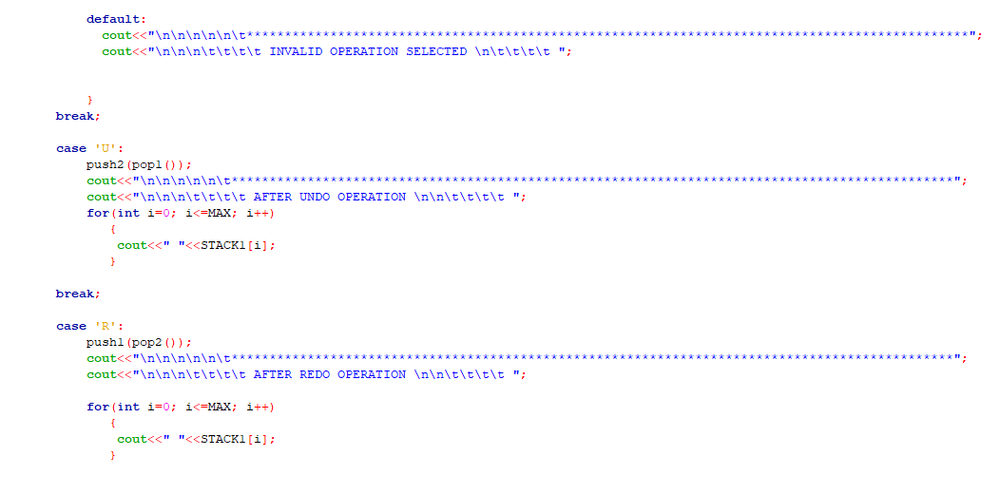 default:
cout<<"\n\n\n\n\n\t***********************************************************************************************";
cout<<"\n\n\n\t\t\t\t INVALID OPERATION SELECTED \n\t\t\t\t ";
}
break;
case 'U':
push2(pop1());
cout<<"\n\n\n\n\n\t***********************************************************************************************";
cout<<"\n\n\n\t\t\t\t AFTER UNDO OPERATION \n\n\t\t\t\t ";
for(int i=0; i<=MAX; i++)
{
cout<<" "<<STACK1[i];
}
break;
case 'R':
push1(pop2());
cout<<"\n\n\n\n\n\t***********************************************************************************************";
cout<<"\n\n\n\t\t\t\t AFTER REDO OPERATION \n\n\t\t\t\t ";
for(int i=0; i<=MAX; i++)
{
cout<<" "<<STACK1[i];
}